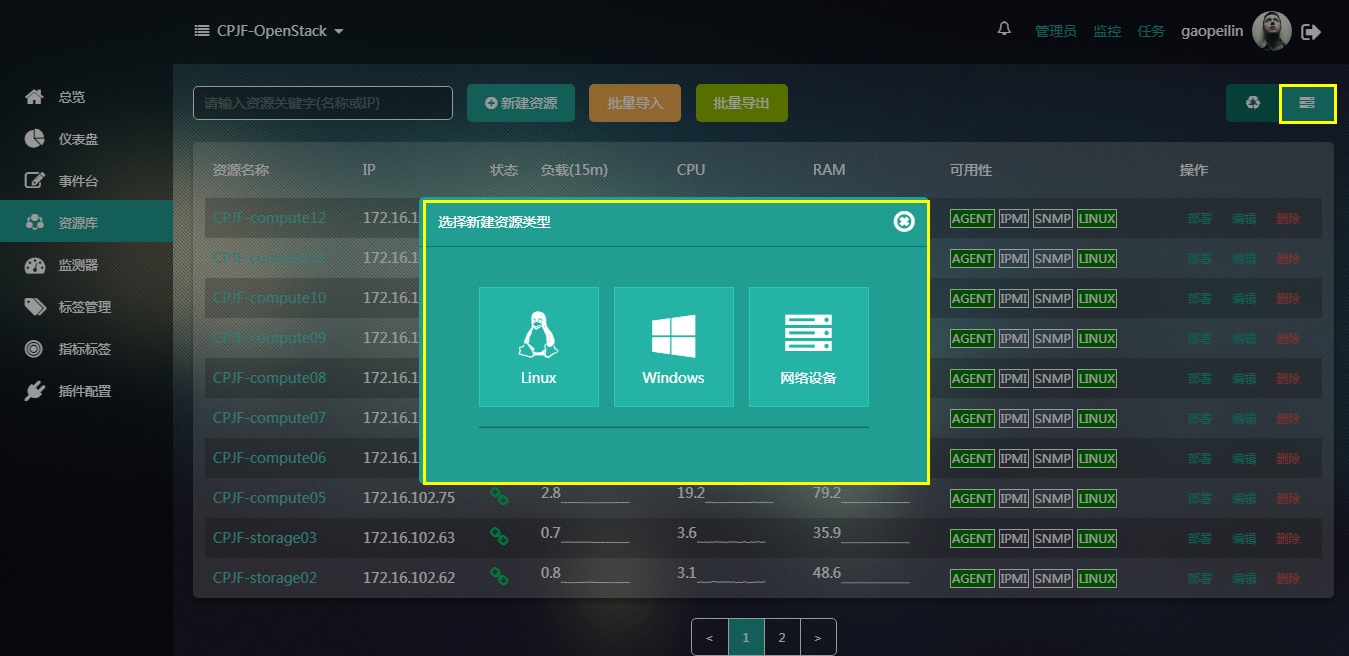 CPJF-OpenStack
管理员 监控 任务 gaopeilin
总览
仪表盘
事件台
资源库
监测器
标签管理
指标标签
插件配置
请输入资源关键字(名称或IP) 新建资源 批量导入 批量导出
资源名称 IP 状态 负载(15m) CPU RAM 可用性 操作
CPJF-compute12 172.16.1 AGENT IPMI SNMP LINUX 部署 编辑 删除
172.16.1 AGENT IPMI SNMP LINUX 部署 编辑 删除
CPJF-compute10 172.16.1 AGENT IPMI SNMP LINUX 部署 编辑 删除
CPJF-compute09 172.16.1 AGENT IPMI SNMP LINUX 部署 编辑 删除
CPJF-compute08 172.16.1 AGENT IPMI SNMP LINUX 部署 编辑 删除
CPJF-compute07 172.16.1 AGENT IPMI SNMP LINUX 部署 编辑 删除
CPJF-compute06 172.16.1 AGENT IPMI SNMP LINUX 部署 编辑 删除
CPJF-compute05 172.16.102.75 2.8 19.2 79.2 AGENT IPMI SNMP LINUX 部署 编辑 删除
CPJF-storage03 172.16.102.63 0.7 3.6 35.9 AGENT IPMI SNMP LINUX 部署 编辑 删除
CPJF-storage02 172.16.102.62 0.8 3.1 48.6 AGENT IPMI SNMP LINUX 部署 编辑 删除
选择新建资源类型
Linux Windows 网络设备
< 1 2 >